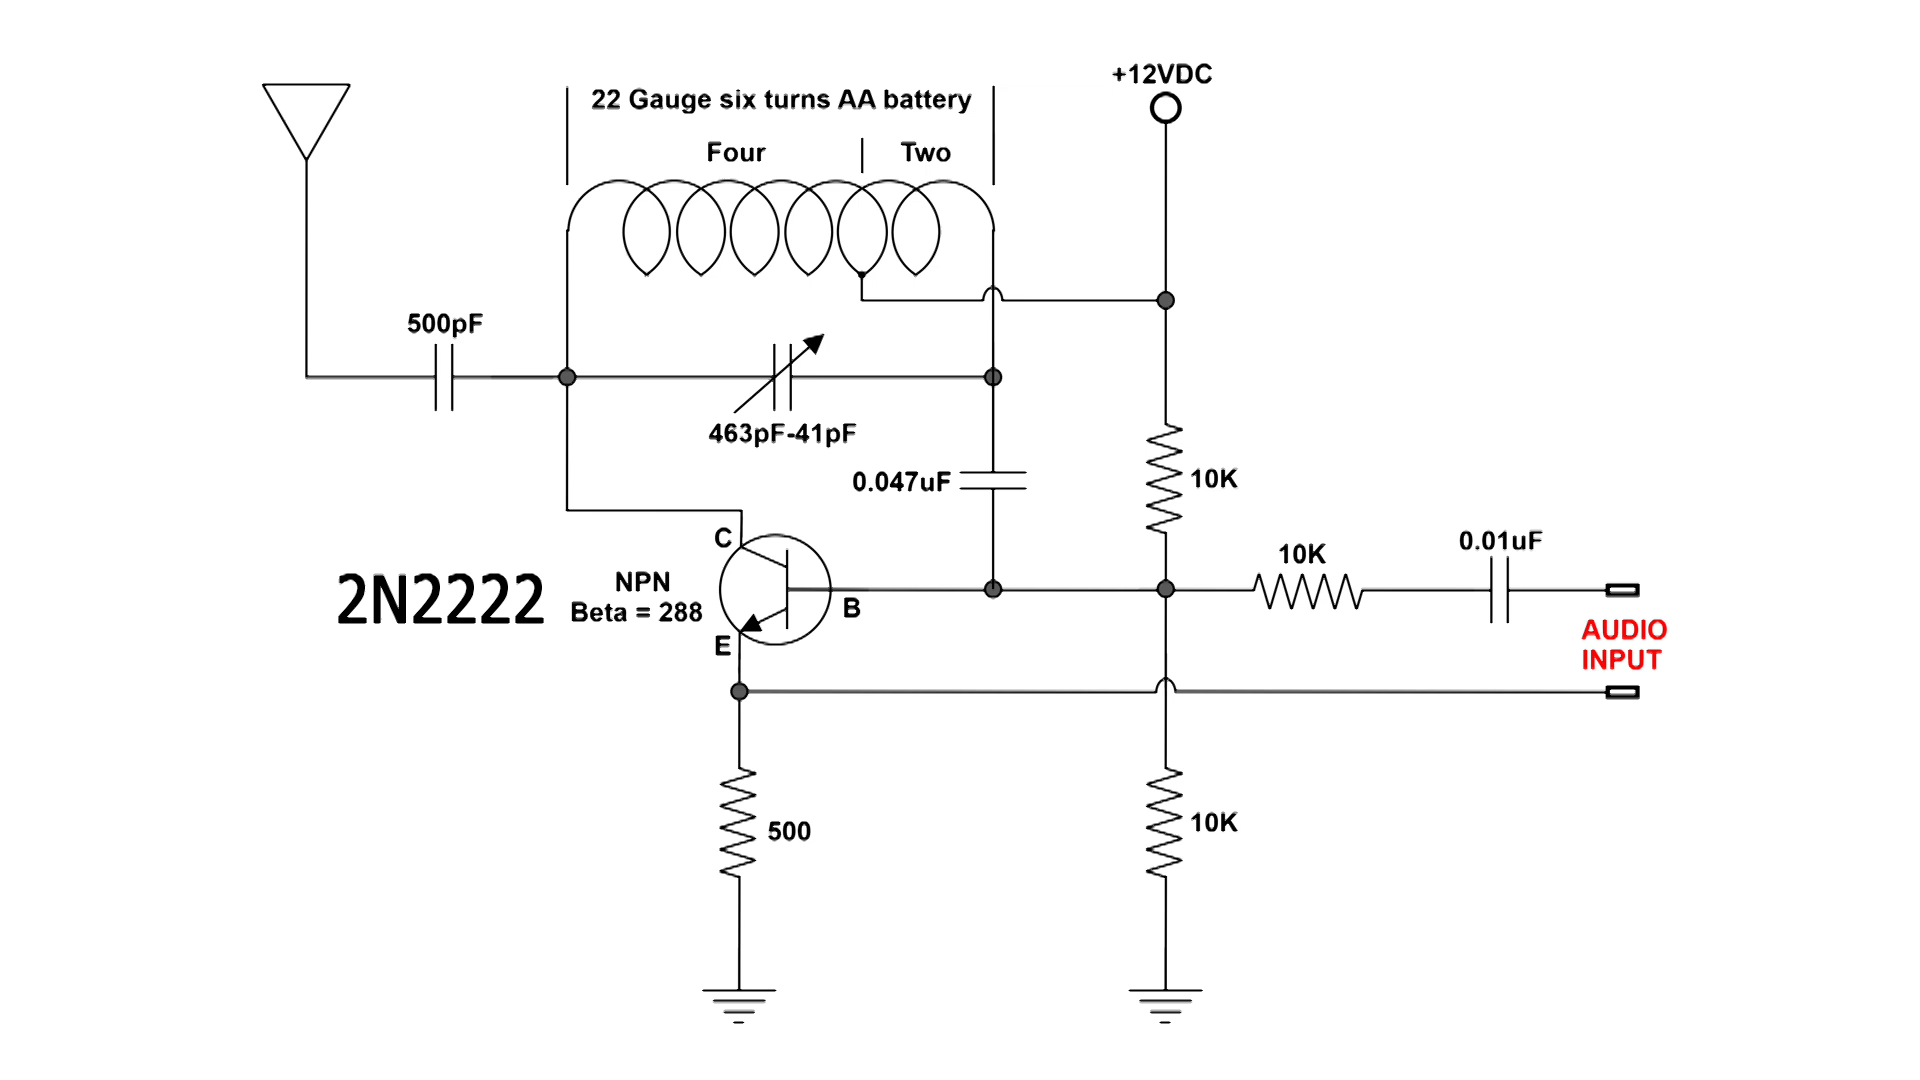 +12VDC
22 Gauge six turns AA battery
Four
Two
500pF
463pF-41pF
0.047uF
10K
C
10K
0.01uF
2N2222
NPN
Beta = 288
B
E
AUDIO
INPUT
500
10K